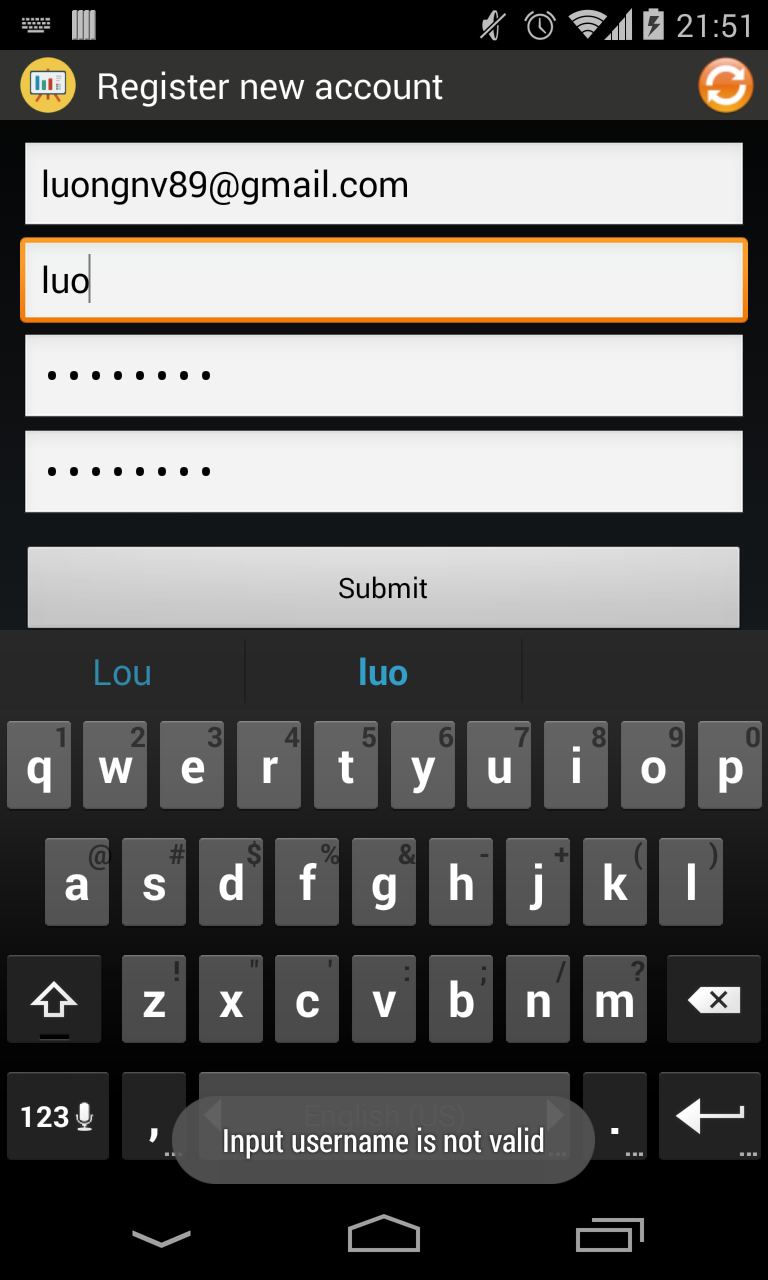 21:51
Register new account
luongnv89@gmail.com
luo
••••••••
••••••••
Submit
Lou luo
1 2 3 4 5 6 7 8 9 0
q w e r t y u i o p
@ # $ % & - + ( )
a s d f g h j k l
! " ' : ; / ?
z x c v b n m
English (US)
123 , .
... ... ... ...
Input username is not valid